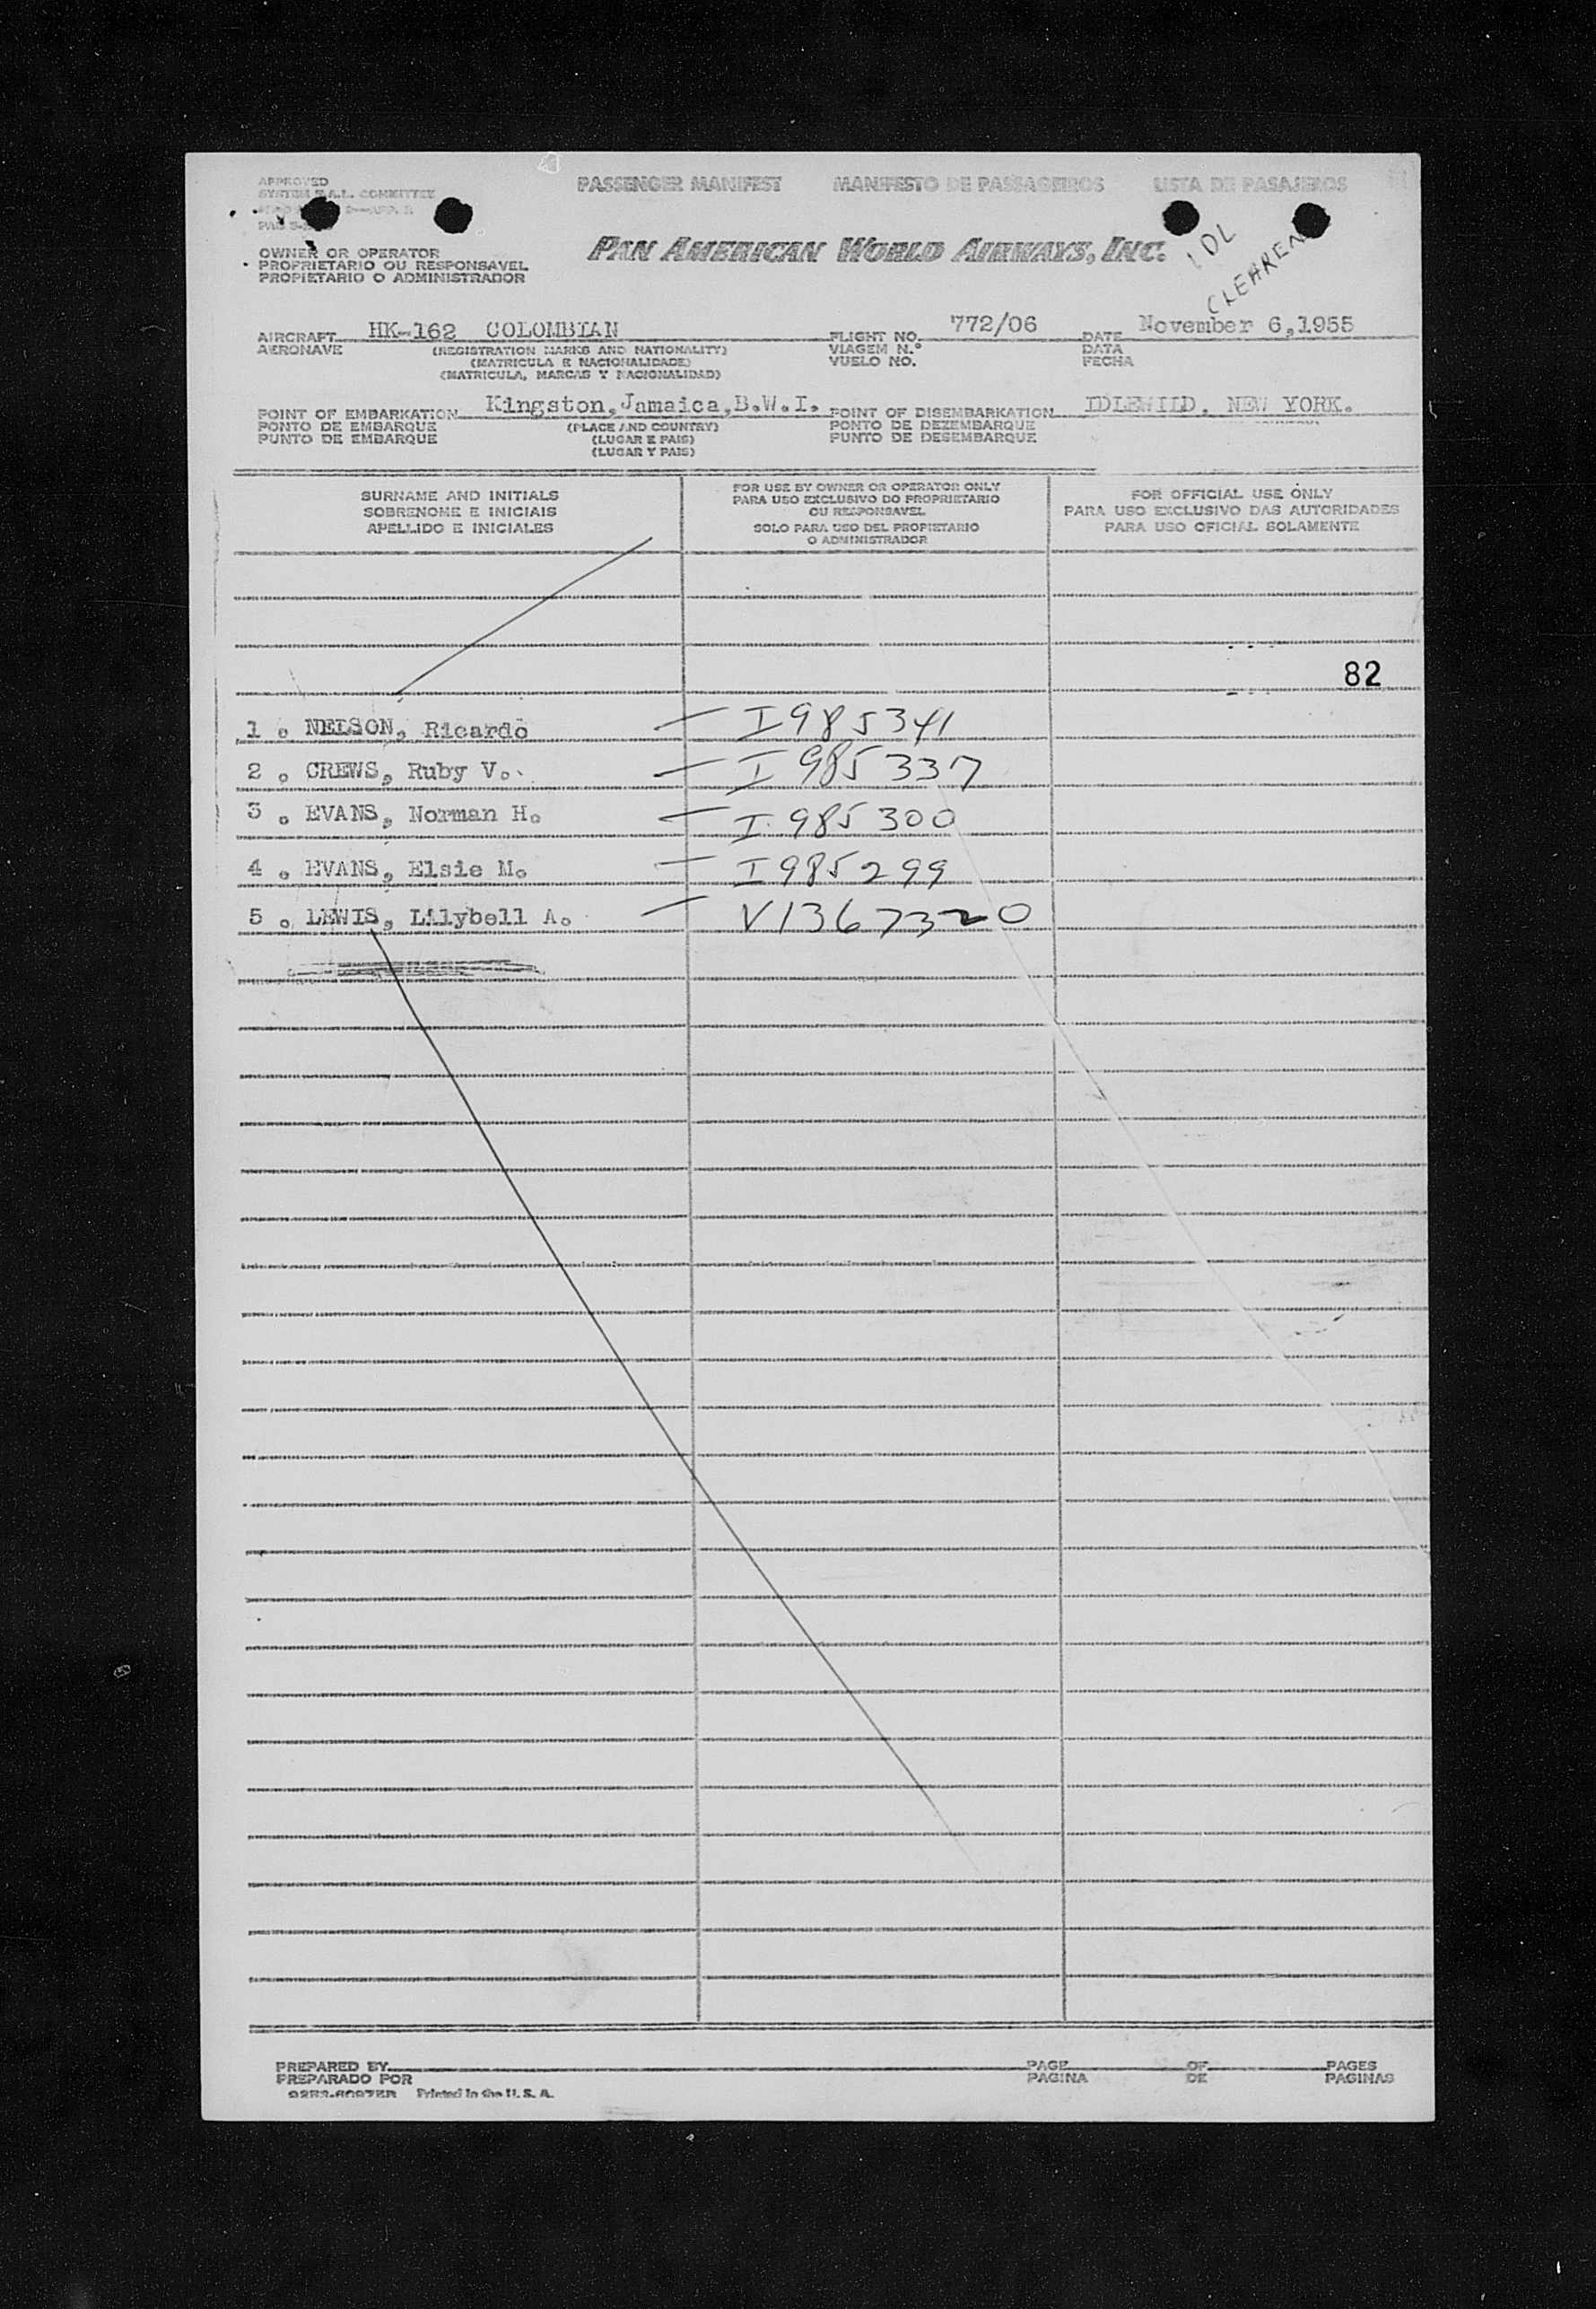 APPROVED
SYSTEM F.A.L. COMMITTEE
PASSENGER MANIFEST MANIFESTO DE PASSAGEIROS LISTA DE PASAJEROS
OWNER OR OPERATOR
PROPRIETARIO OU RESPONSAVEL
PROPIETARIO O ADMINISTRADOR
PAN AMERICAN WORLD AIRWAYS, INC.
IDL
AIRCRAFT HK-162 COLOMBIAN FLIGHT NO. 772/06 DATE November 6,1955
AERONAVE (REGISTRATION MARKS AND NATIONALITY) VIAGEM N.° DATA
(MATRICULA E NACIONALIDADE) VUELO NO. FECHA
(MATRICULA, MARCAS Y NACIONALIDAD)
POINT OF EMBARKATION Kingston,Jamaica,B.W.I. POINT OF DISEMBARKATION IDLEWILD, NEW YORK.
PONTO DE EMBARQUE (PLACE AND COUNTRY) PONTO DE DEZEMBARQUE
PUNTO DE EMBARQUE (LUGAR E PAIS) PUNTO DE DESEMBARQUE
(LUGAR Y PAIS)
SURNAME AND INITIALS
SOBRENOME E INICIAIS
APELLIDO E INICIALES
FOR USE BY OWNER OR OPERATOR ONLY
PARA USO EXCLUSIVO DO PROPRIETARIO
OU RESPONSAVEL
SOLO PARA USO DEL PROPIETARIO
O ADMINISTRADOR
FOR OFFICIAL USE ONLY
PARA USO EXCLUSIVO DAS AUTORIDADES
PARA USO OFICIAL SOLAMENTE
82
1. NELSON, Ricardo — I985341
2. CREWS, Ruby V. — I985337
3. EVANS, Norman H. — I985300
4. EVANS, Elsie M. — I985299
5. LEWIS, Lilybell A. — V1367320
PREPARED BY PAGE OF PAGES
PREPARADO POR PAGINA DE PAGINAS
Printed in the U. S. A.